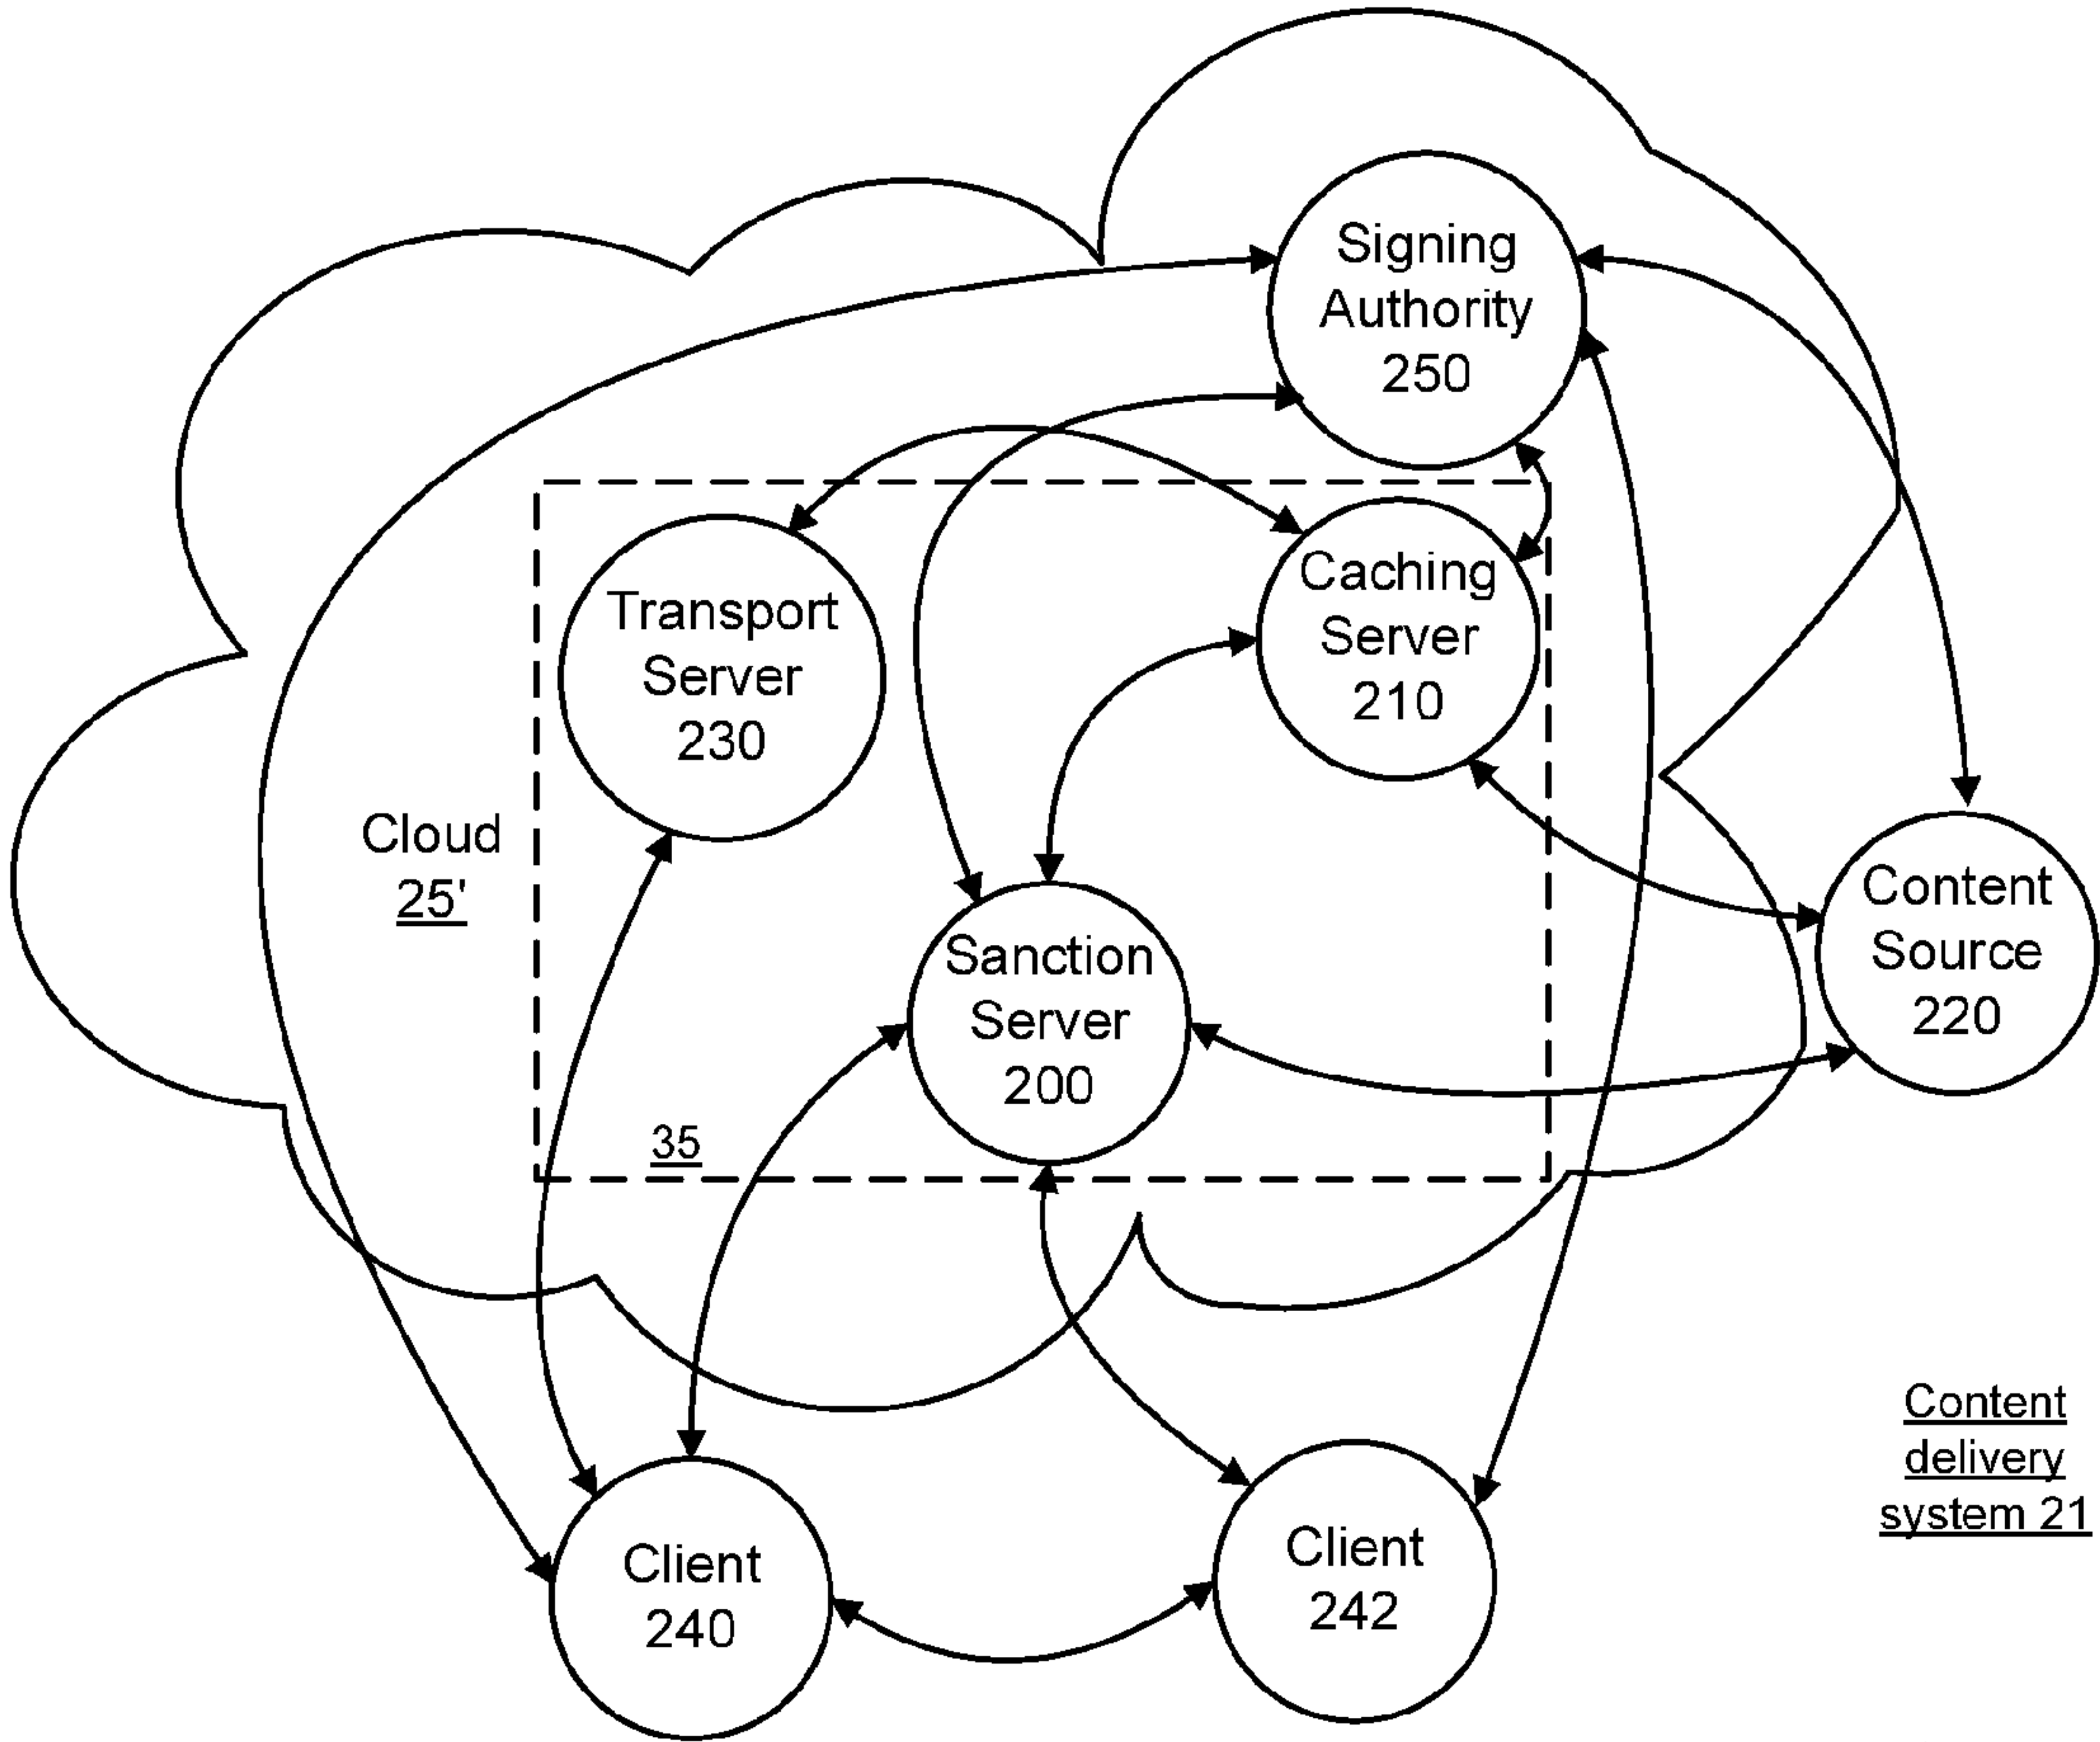 Signing
Authority
250
Caching
Server
210
Transport
Server
230
Cloud
25'
Content
Source
220
Sanction
Server
200
35
Content
delivery
system 21
Client
240
Client
242